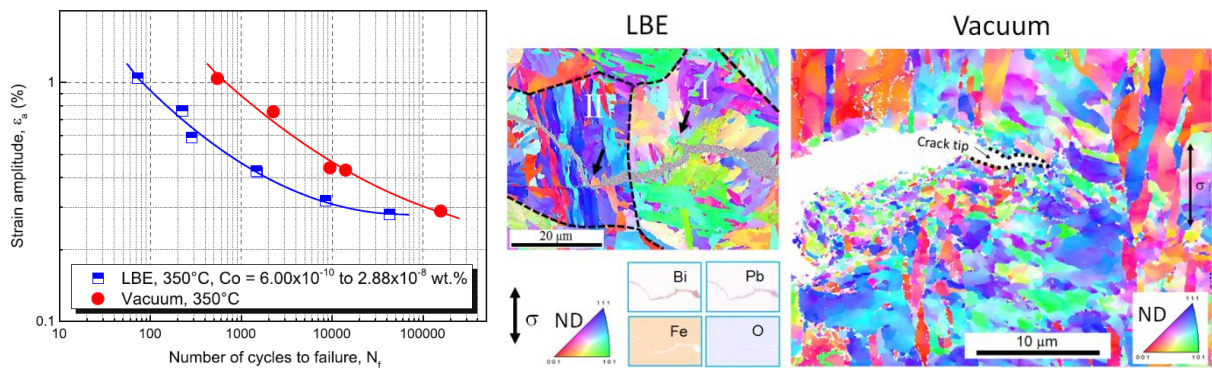 Strain amplitude, εa (%)
1
0.1
10 100 1000 10000 100000
Number of cycles to failure, Nf
LBE, 350°C, Co = 6.00x10⁻¹⁰ to 2.88x10⁻⁸ wt.%
Vacuum, 350°C
LBE
II
I
20 μm
σ
ND
111
001
101
Bi
Pb
Fe
O
Vacuum
Crack tip
σ
10 μm
ND
111
001
101